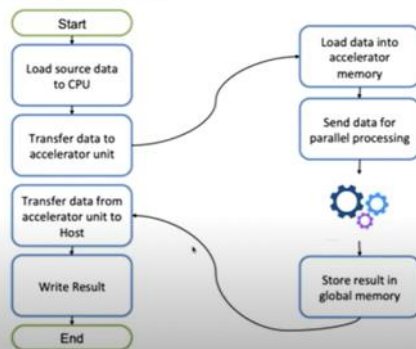 Start
Load source data
to CPU
Transfer data to
accelerator unit
Load data into
accelerator
memory
Send data for
parallel processing
Store result in
global memory
Transfer data from
accelerator unit to
Host
Write Result
End